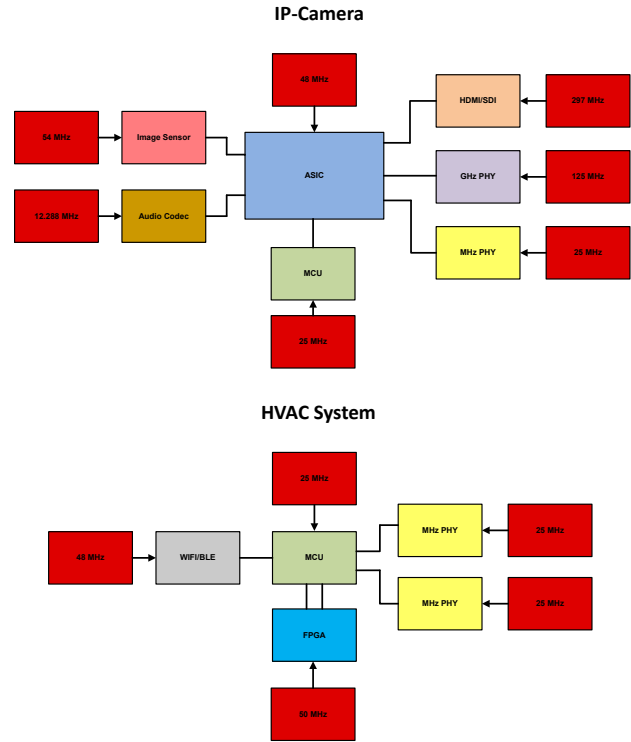 IP-Camera
48 MHz
HDMI/SDI
297 MHz
54 MHz
Image Sensor
ASIC
GHz PHY
125 MHz
12.288 MHz
Audio Codec
MHz PHY
25 MHz
MCU
25 MHz
HVAC System
25 MHz
MHz PHY
25 MHz
48 MHz
WIFI/BLE
MCU
MHz PHY
25 MHz
FPGA
60 MHz